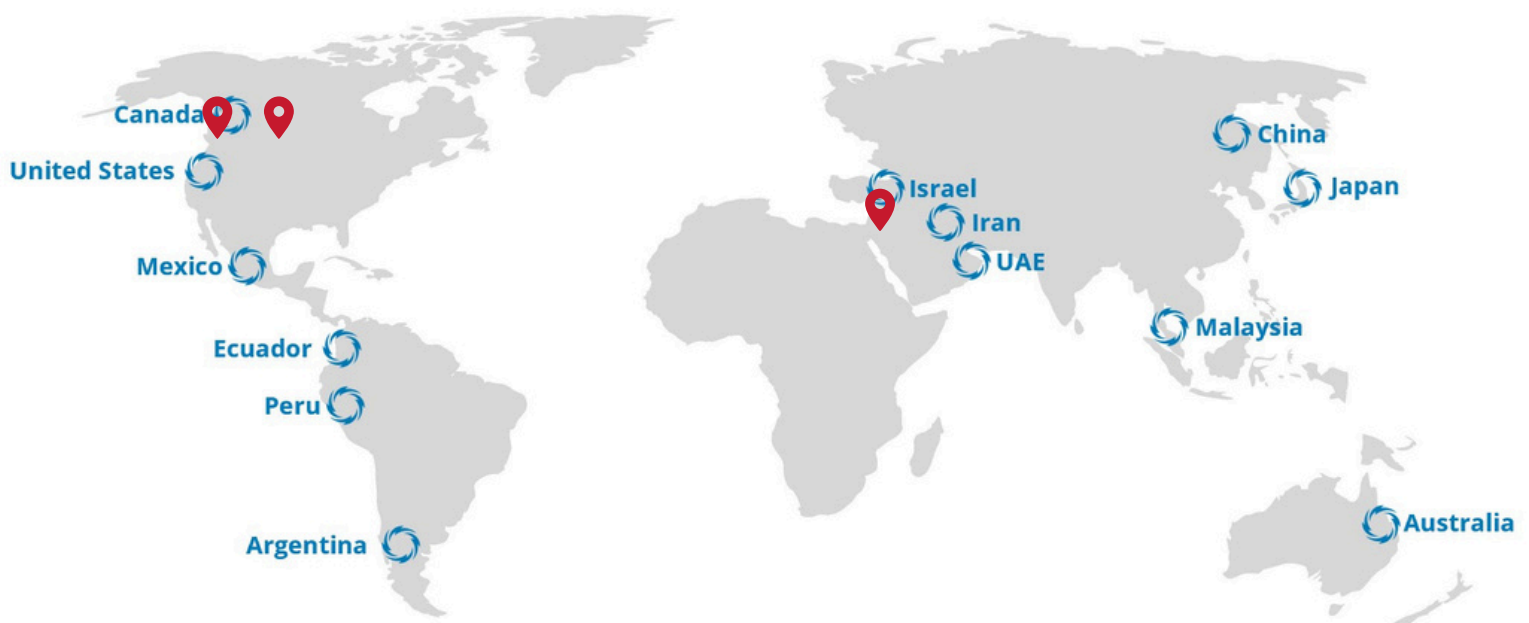 Canada
China
United States
Israel
Japan
Iran
Mexico
UAE
Malaysia
Ecuador
Peru
Australia
Argentina